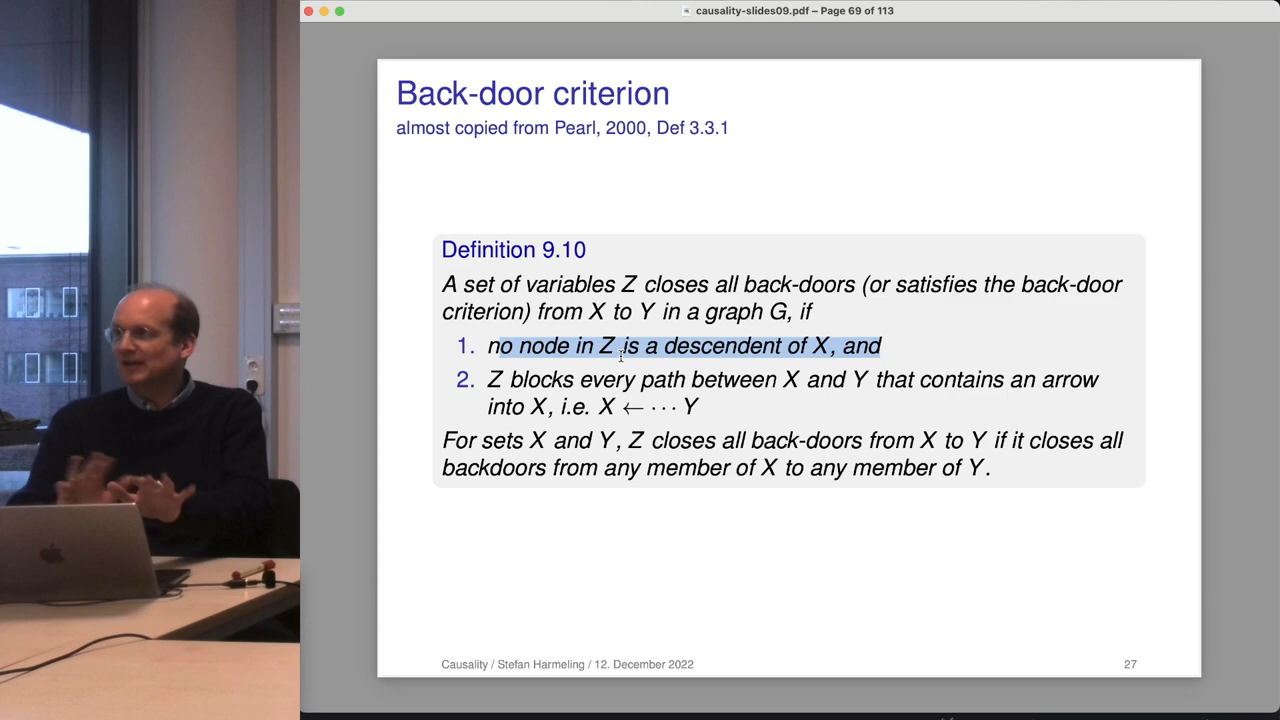 causality-slides09.pdf – Page 69 of 113
Back-door criterion
almost copied from Pearl, 2000, Def 3.3.1
Definition 9.10
A set of variables Z closes all back-doors (or satisfies the back-door
criterion) from X to Y in a graph G, if
1. no node in Z is a descendent of X, and
2. Z blocks every path between X and Y that contains an arrow
into X, i.e. X ← ··· Y
For sets X and Y, Z closes all back-doors from X to Y if it closes all
backdoors from any member of X to any member of Y.
Causality / Stefan Harmeling / 12. December 2022
27